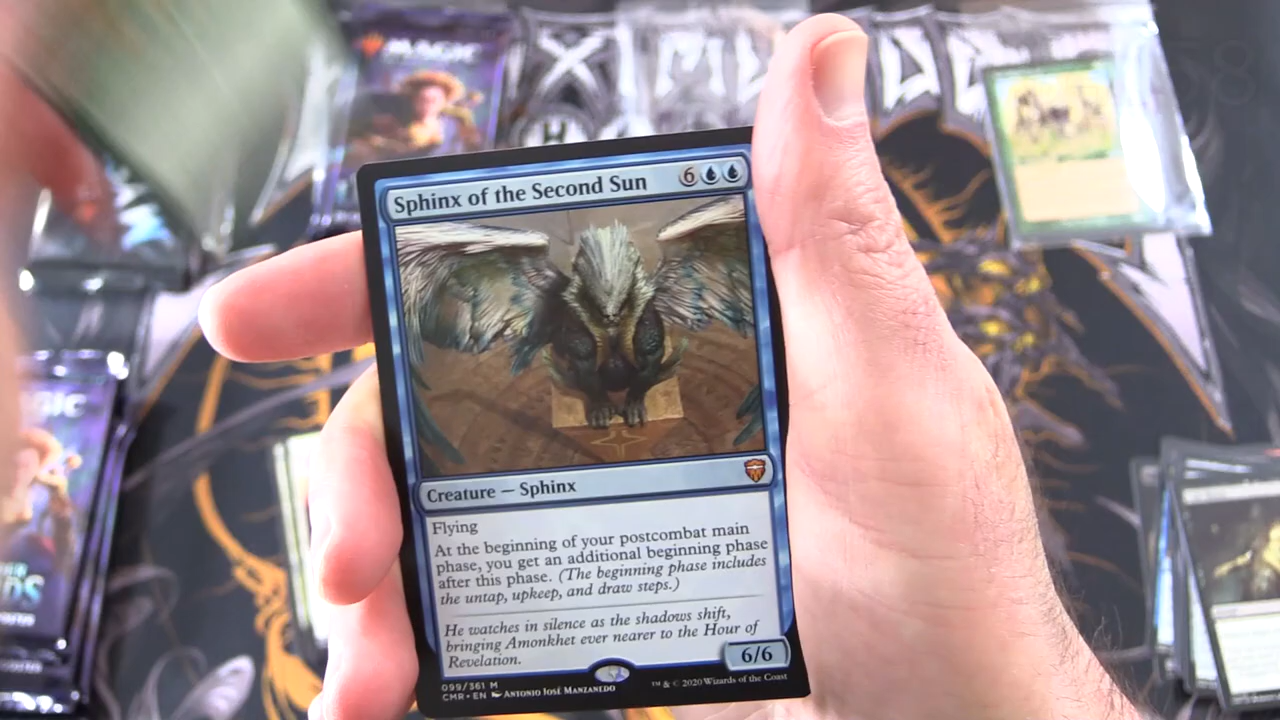 MAGIC
Sphinx of the Second Sun
6
Creature — Sphinx
Flying
At the beginning of your postcombat main
phase, you get an additional beginning phase
after this phase. (The beginning phase includes
the untap, upkeep, and draw steps.)
He watches in silence as the shadows shift,
bringing Amonkhet ever nearer to the Hour of
Revelation.
6/6
099/361 M
CMR • EN ANTONIO JOSÉ MANZANEDO
™ & © 2020 Wizards of the Coast